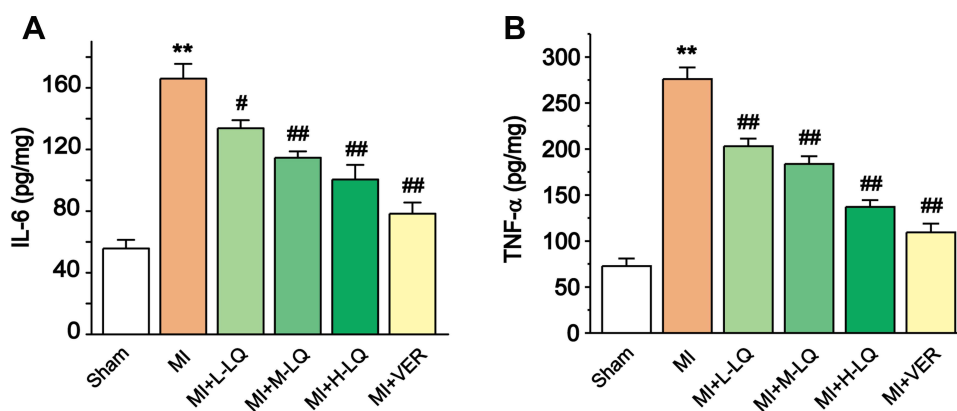 A
IL-6 (pg/mg)
160
120
80
40
0
**
#
##
##
##
Sham
MI
MI+L-LQ
MI+M-LQ
MI+H-LQ
MI+VER
B
TNF-α (pg/mg)
300
250
200
150
100
50
0
**
##
##
##
##
Sham
MI
MI+L-LQ
MI+M-LQ
MI+H-LQ
MI+VER